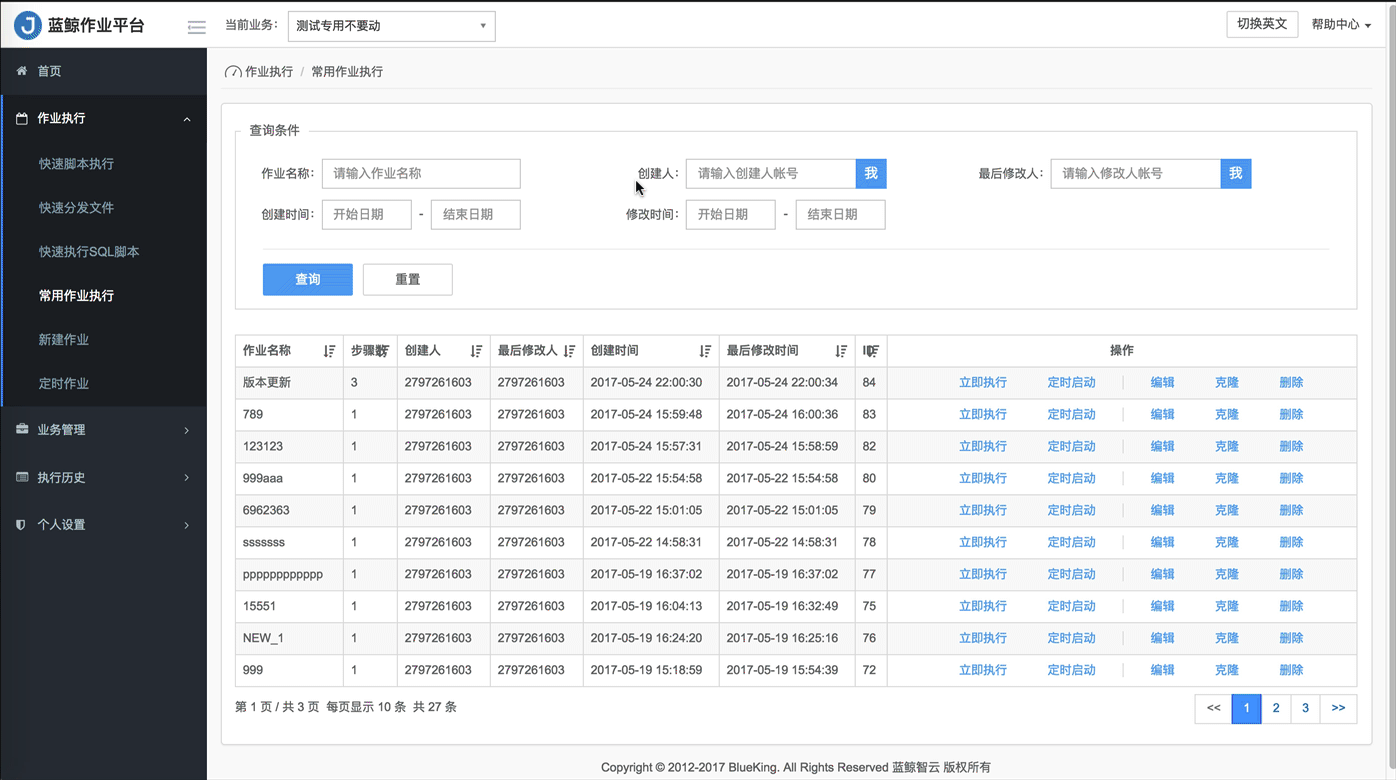 蓝鲸作业平台 当前业务： 测试专用不要动 切换英文 帮助中心
首页
作业执行
快速脚本执行
快速分发文件
快速执行SQL脚本
常用作业执行
新建作业
定时作业
业务管理
执行历史
个人设置
作业执行 / 常用作业执行
查询条件
作业名称： 请输入作业名称 创建人： 请输入创建人帐号 我 最后修改人： 请输入修改人帐号 我
创建时间： 开始日期 - 结束日期 修改时间： 开始日期 - 结束日期
查询 重置
作业名称 步骤数 创建人 最后修改人 创建时间 最后修改时间 ID 操作
版本更新 3 2797261603 2797261603 2017-05-24 22:00:30 2017-05-24 22:00:34 84 立即执行 定时启动 | 编辑 克隆 删除
789 1 2797261603 2797261603 2017-05-24 15:59:48 2017-05-24 16:00:36 83 立即执行 定时启动 | 编辑 克隆 删除
123123 1 2797261603 2797261603 2017-05-24 15:57:31 2017-05-24 15:58:59 82 立即执行 定时启动 | 编辑 克隆 删除
999aaa 1 2797261603 2797261603 2017-05-22 15:54:58 2017-05-22 15:54:58 80 立即执行 定时启动 | 编辑 克隆 删除
6962363 1 2797261603 2797261603 2017-05-22 15:01:05 2017-05-22 15:01:05 79 立即执行 定时启动 | 编辑 克隆 删除
sssssss 1 2797261603 2797261603 2017-05-22 14:58:31 2017-05-22 14:58:31 78 立即执行 定时启动 | 编辑 克隆 删除
pppppppppppp 1 2797261603 2797261603 2017-05-19 16:37:02 2017-05-19 16:37:02 77 立即执行 定时启动 | 编辑 克隆 删除
15551 1 2797261603 2797261603 2017-05-19 16:04:13 2017-05-19 16:32:49 75 立即执行 定时启动 | 编辑 克隆 删除
NEW_1 1 2797261603 2797261603 2017-05-19 16:24:20 2017-05-19 16:25:16 76 立即执行 定时启动 | 编辑 克隆 删除
999 1 2797261603 2797261603 2017-05-19 15:18:59 2017-05-19 15:54:39 72 立即执行 定时启动 | 编辑 克隆 删除
第 1 页 / 共 3 页 每页显示 10 条 共 27 条 << 1 2 3 >>
Copyright © 2012-2017 BlueKing. All Rights Reserved 蓝鲸智云 版权所有